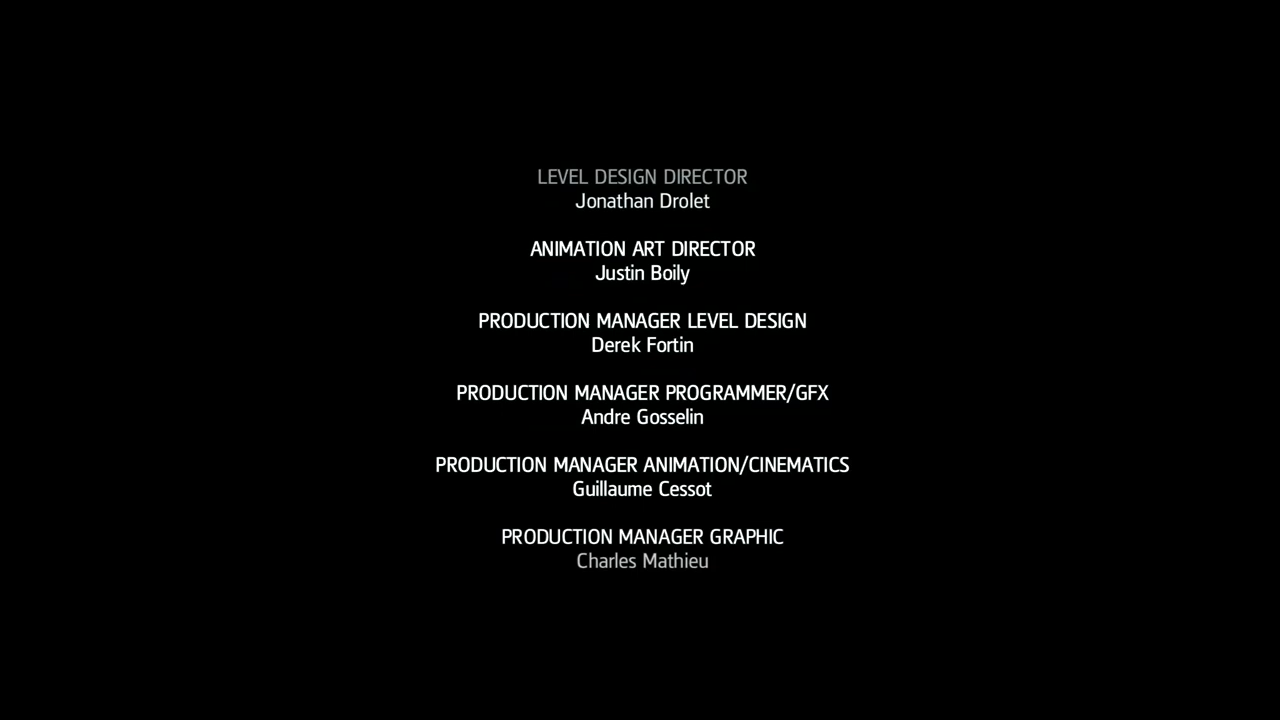 LEVEL DESIGN DIRECTOR
Jonathan Drolet
ANIMATION ART DIRECTOR
Justin Boily
PRODUCTION MANAGER LEVEL DESIGN
Derek Fortin
PRODUCTION MANAGER PROGRAMMER/GFX
Andre Gosselin
PRODUCTION MANAGER ANIMATION/CINEMATICS
Guillaume Cessot
PRODUCTION MANAGER GRAPHIC
Charles Mathieu